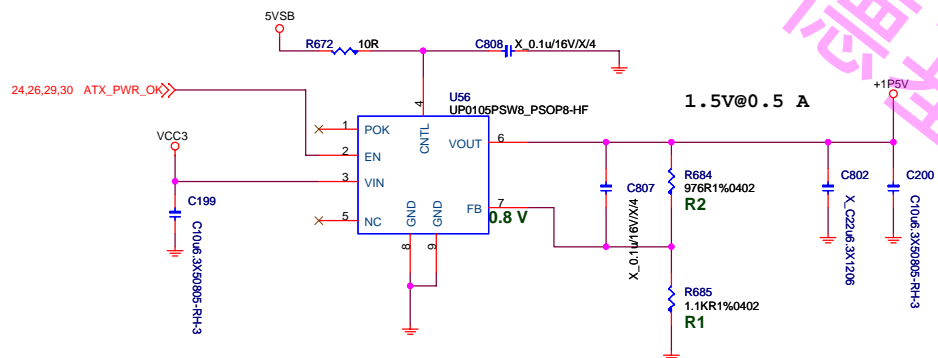 5VSB
R672
10R
C808
X_0.1u/16V/X/4
24,26,29,30 ATX_PWR_OK
4
U56
UP0105PSW8_PSOP8-HF
1.5V@0.5 A
+1P5V
VCC3
1
POK
CNTL
VOUT
6
2
EN
3
VIN
C199
C10u6.3X50805-RH-3
5
NC
GND
GND
FB
7
0.8 V
8
9
C807
X_0.1u/16V/X/4
R684
976R1%0402
R2
C802
X_C22u6.3X1206
C200
C10u6.3X50805-RH-3
R685
1.1KR1%0402
R1